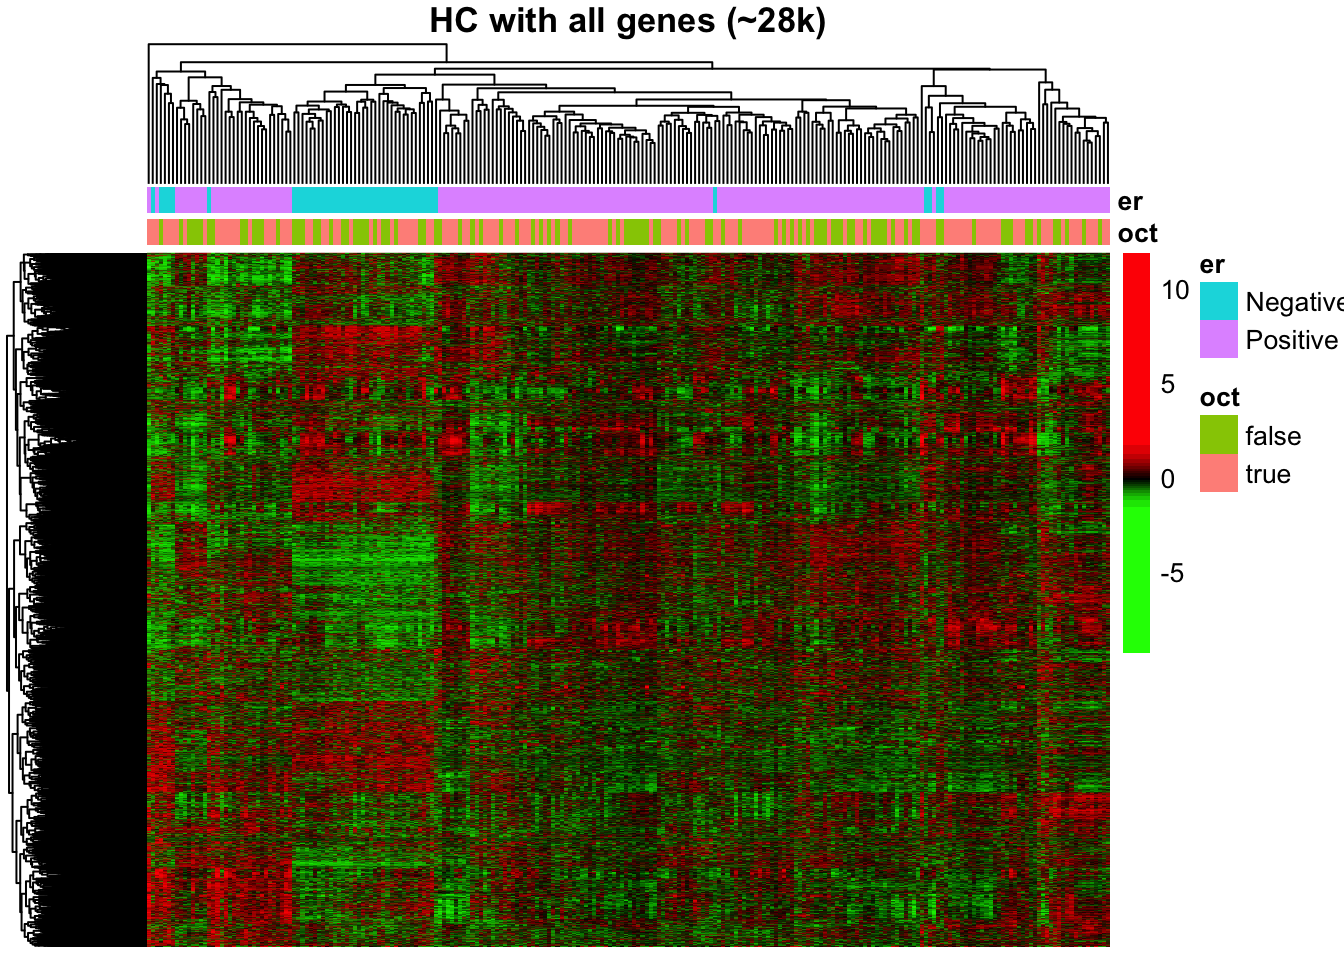 HC with all genes (~28k)
er
oct
10
5
0
-5
er
Negative
Positive
oct
false
true